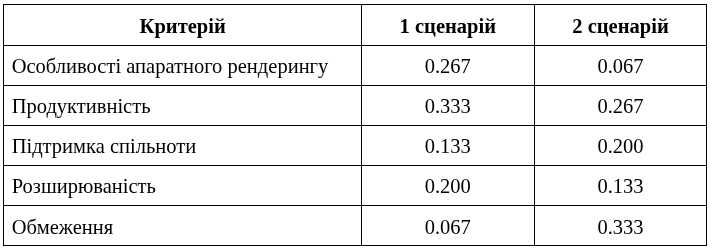 Критерій 1 сценарій 2 сценарій
Особливості апаратного рендерингу 0.267 0.067
Продуктивність 0.333 0.267
Підтримка спільноти 0.133 0.200
Розширюваність 0.200 0.133
Обмеження 0.067 0.333